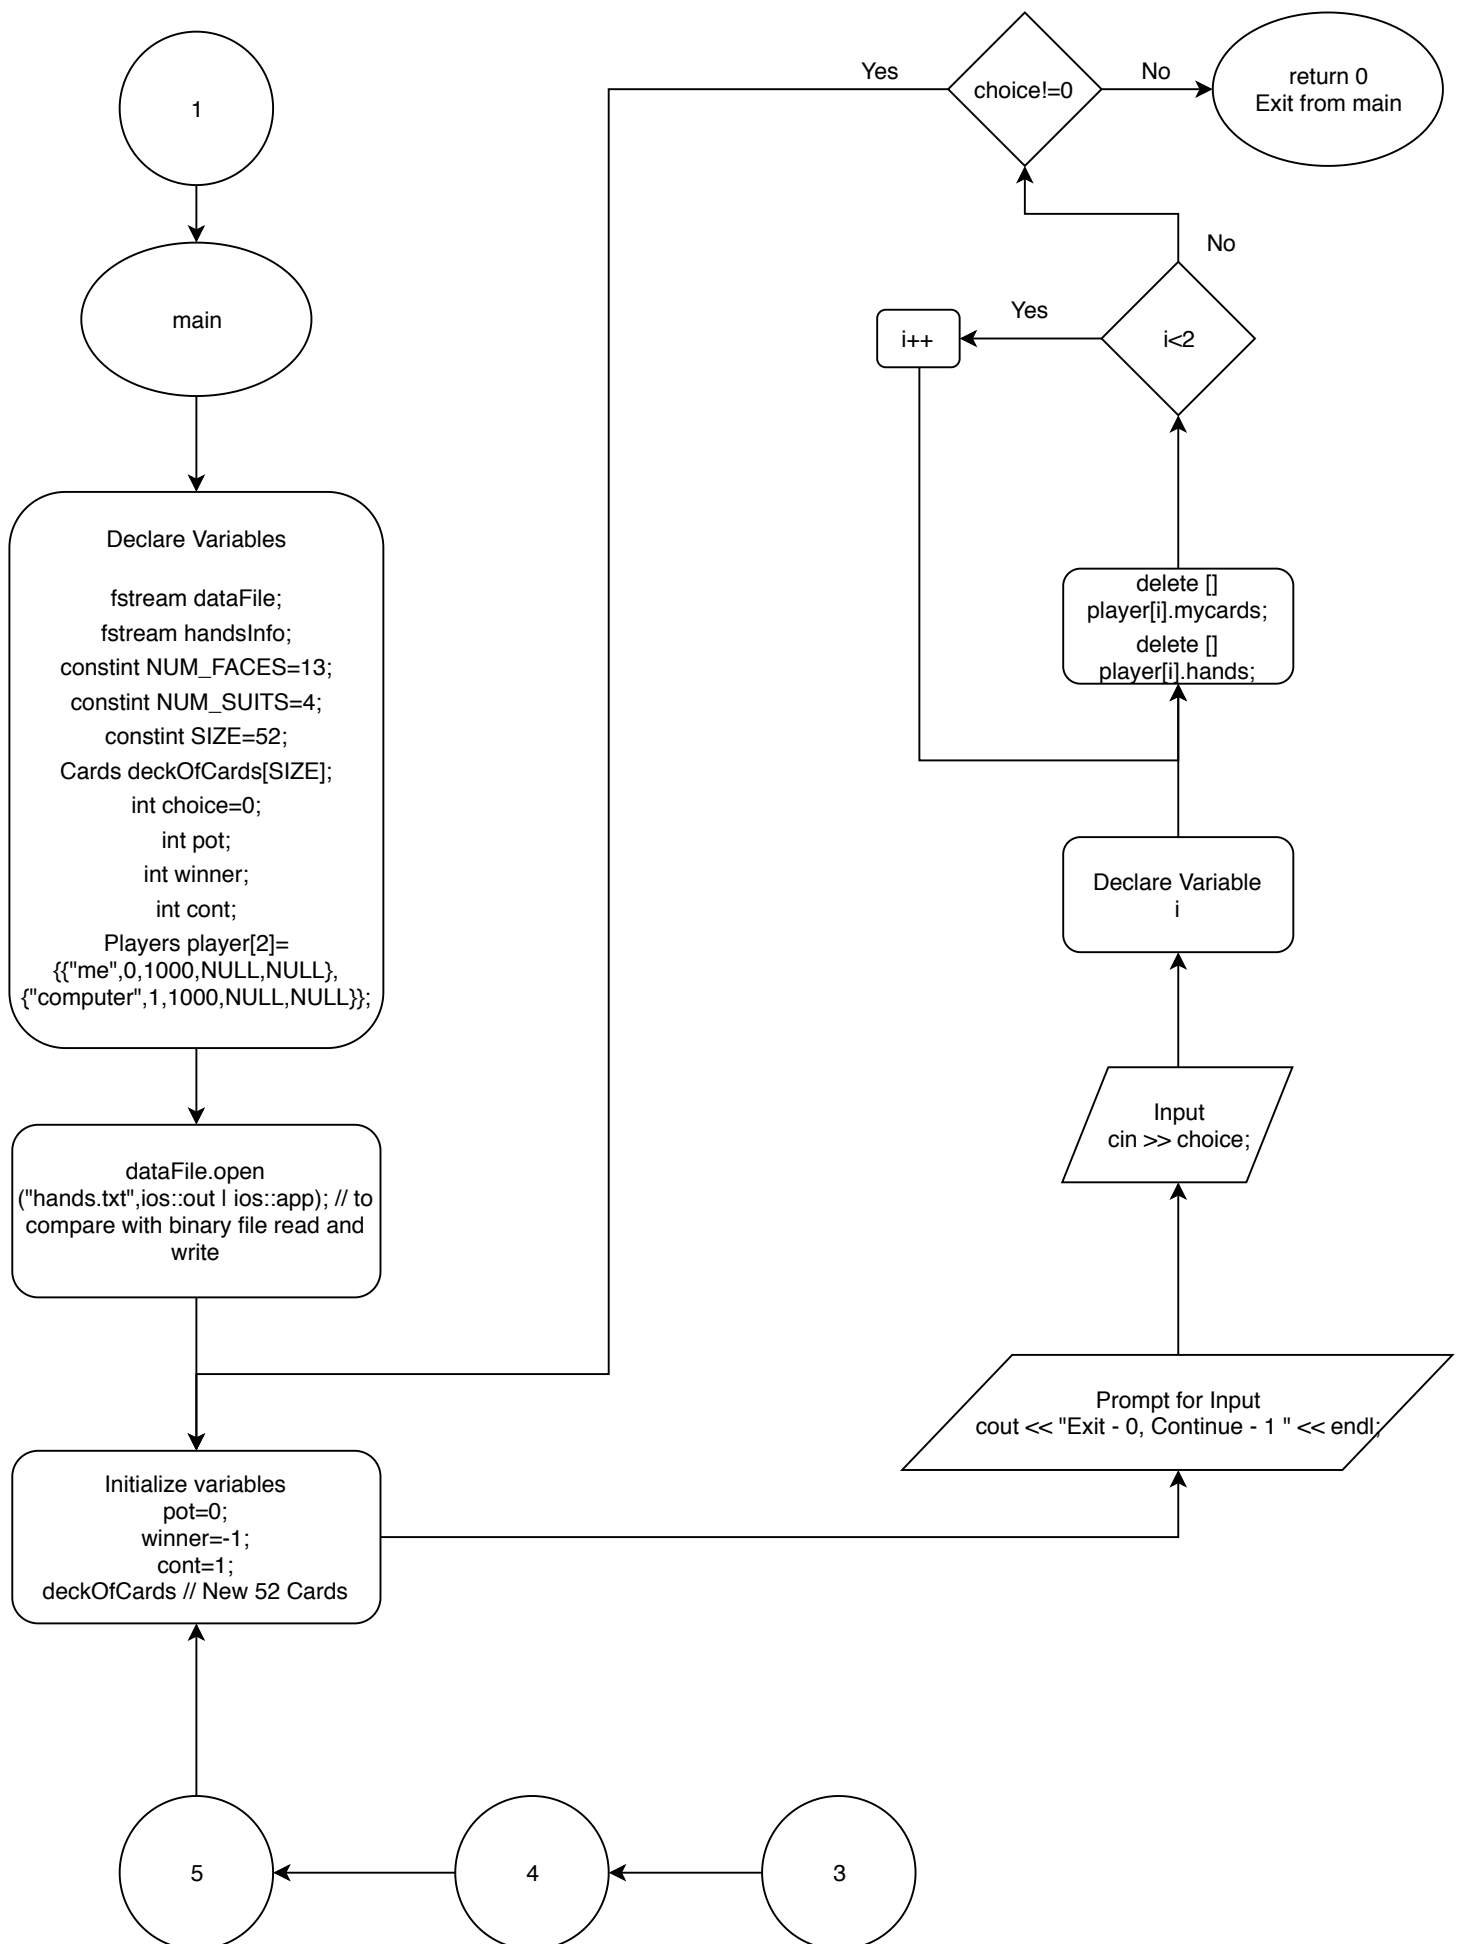 1
main
Declare Variables
fstream dataFile;
fstream handsInfo;
constint NUM_FACES=13;
constint NUM_SUITS=4;
constint SIZE=52;
Cards deckOfCards[SIZE];
int choice=0;
int pot;
int winner;
int cont;
Players player[2]=
{{"me",0,1000,NULL,NULL},
{"computer",1,1000,NULL,NULL}};
dataFile.open
("hands.txt",ios::out | ios::app); // to
compare with binary file read and
write
Initialize variables
pot=0;
winner=-1;
cont=1;
deckOfCards // New 52 Cards
5
4
3
Prompt for Input
cout << "Exit - 0, Continue - 1 " << endl;
Input
cin >> choice;
Declare Variable
i
delete []
player[i].mycards;
delete []
player[i].hands;
i<2
Yes
i++
No
choice!=0
Yes
No
return 0
Exit from main